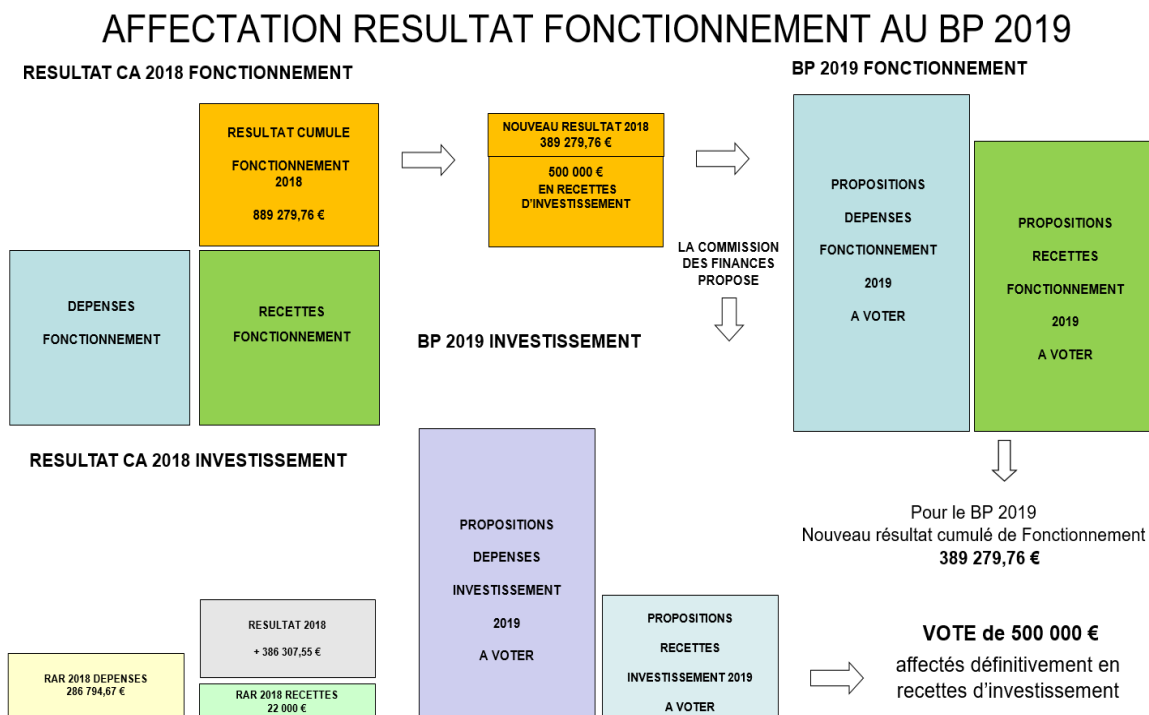 AFFECTATION RESULTAT FONCTIONNEMENT AU BP 2019
RESULTAT CA 2018 FONCTIONNEMENT
RESULTAT CUMULE
FONCTIONNEMENT
2018
889 279,76 €
DEPENSES
FONCTIONNEMENT
RECETTES
FONCTIONNEMENT
NOUVEAU RESULTAT 2018
389 279,76 €
500 000 €
EN RECETTES
D'INVESTISSEMENT
LA COMMISSION
DES FINANCES
PROPOSE
BP 2019 FONCTIONNEMENT
PROPOSITIONS
DEPENSES
FONCTIONNEMENT
2019
A VOTER
PROPOSITIONS
RECETTES
FONCTIONNEMENT
2019
A VOTER
Pour le BP 2019
Nouveau résultat cumulé de Fonctionnement
389 279,76 €
RESULTAT CA 2018 INVESTISSEMENT
RAR 2018 DEPENSES
286 794,67 €
RESULTAT 2018
+ 386 307,55 €
RAR 2018 RECETTES
22 000 €
BP 2019 INVESTISSEMENT
PROPOSITIONS
DEPENSES
INVESTISSEMENT
2019
A VOTER
PROPOSITIONS
RECETTES
INVESTISSEMENT 2019
A VOTER
VOTE de 500 000 €
affectés définitivement en
recettes d'investissement